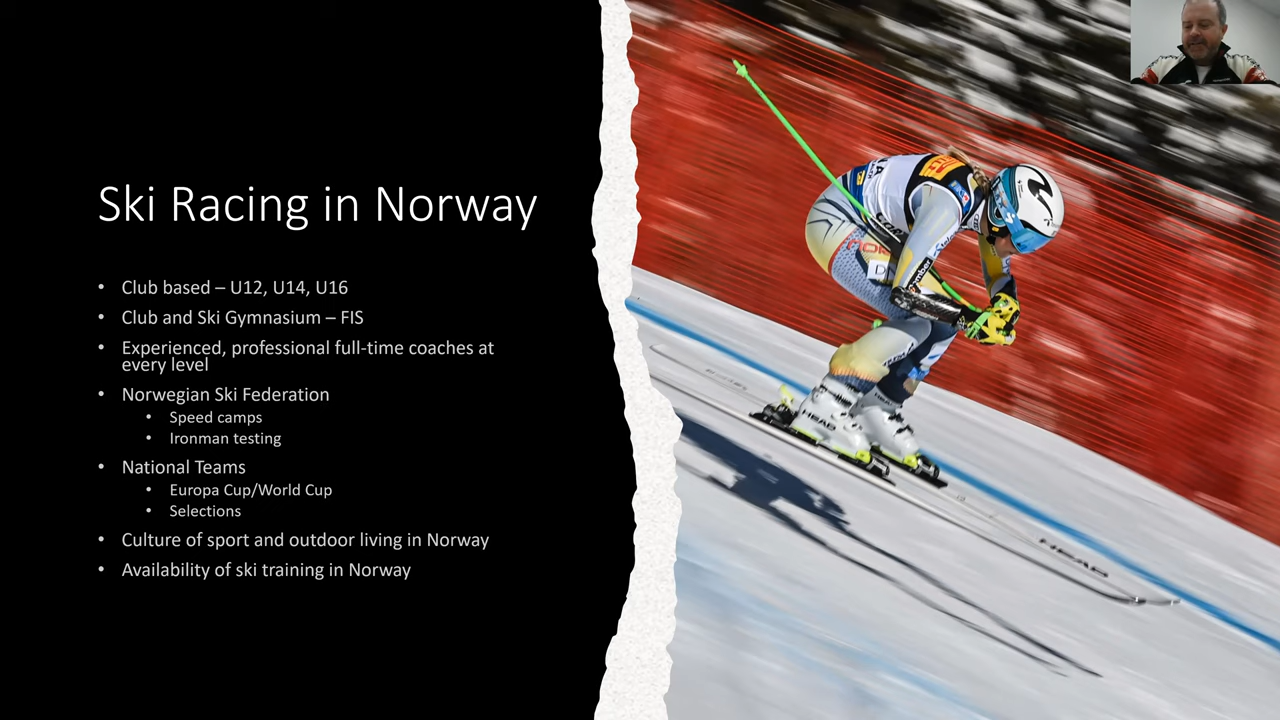 Ski Racing in Norway
• Club based – U12, U14, U16
• Club and Ski Gymnasium – FIS
• Experienced, professional full-time coaches at
every level
• Norwegian Ski Federation
• Speed camps
• Ironman testing
• National Teams
• Europa Cup/World Cup
• Selections
• Culture of sport and outdoor living in Norway
• Availability of ski training in Norway
HEAD
HEAD